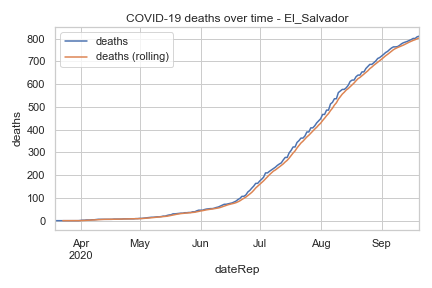 COVID-19 deaths over time - El_Salvador
deaths
deaths (rolling)
800
700
600
500
400
300
200
100
0
deaths
Apr
2020
May
Jun
Jul
Aug
Sep
dateRep